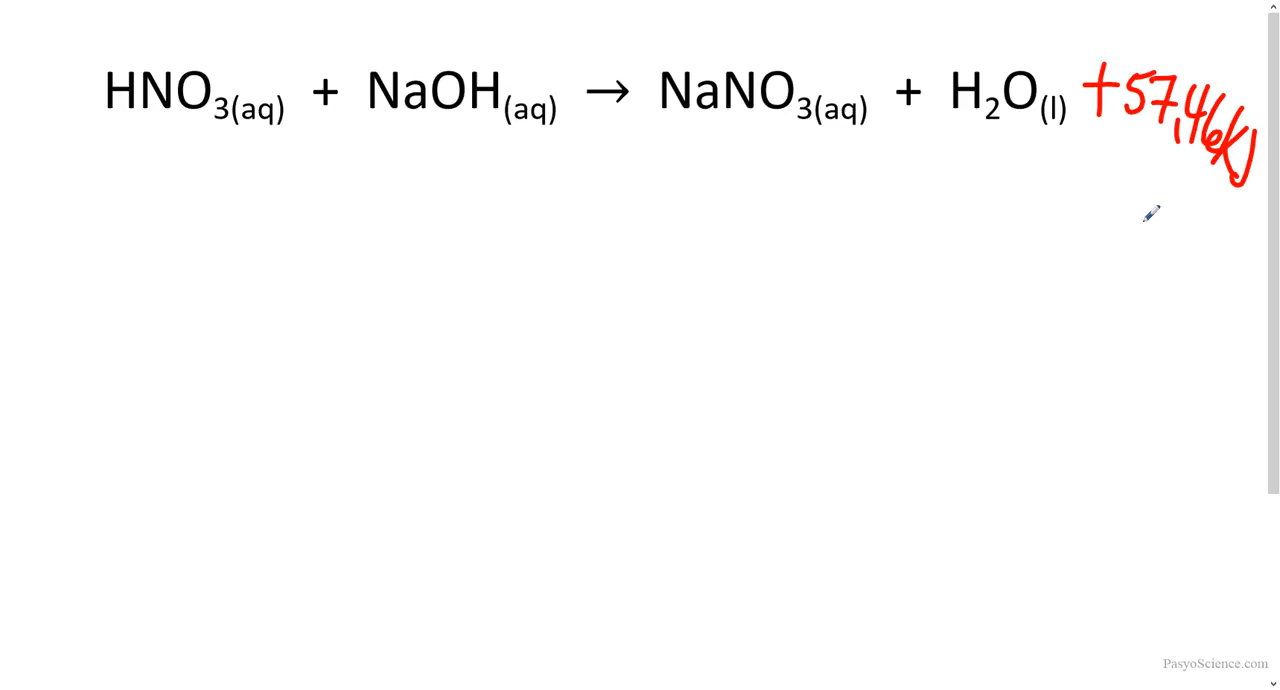 HNO₃(aq) + NaOH(aq) → NaNO₃(aq) + H₂O(l) +57,46kJ
PasyoScience.com